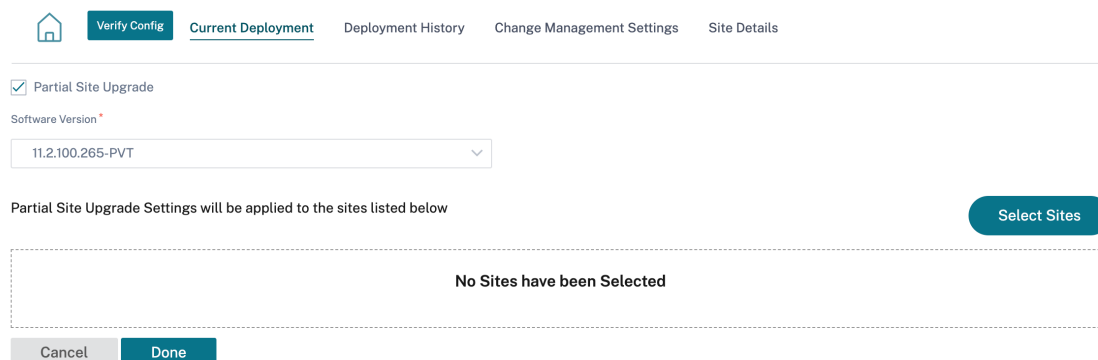 Verify Config Current Deployment Deployment History Change Management Settings Site Details
Partial Site Upgrade
Software Version *
11.2.100.265-PVT
Partial Site Upgrade Settings will be applied to the sites listed below
Select Sites
No Sites have been Selected
Cancel Done